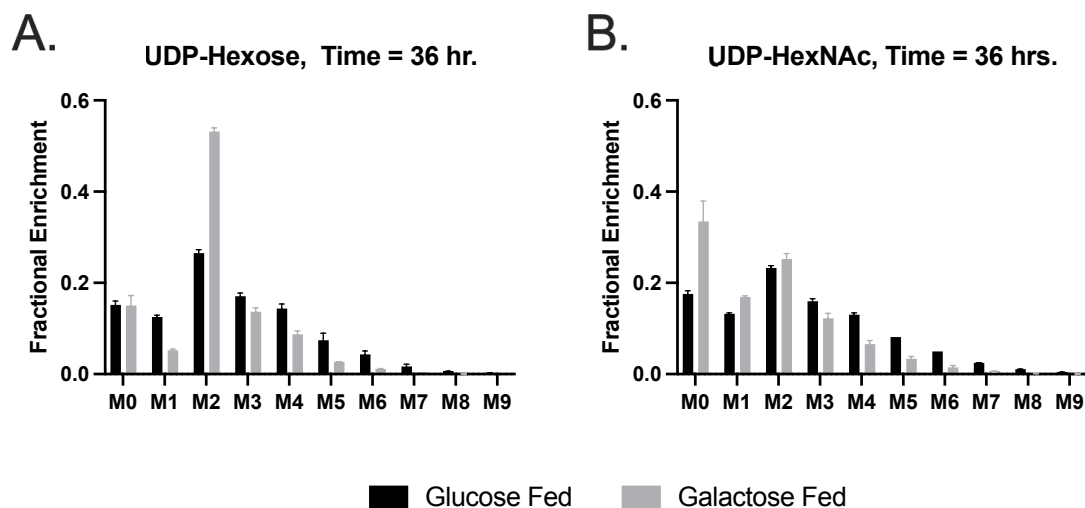 A.
UDP-Hexose, Time = 36 hr.
Fractional Enrichment
0.6
0.4
0.2
0.0
M0 M1 M2 M3 M4 M5 M6 M7 M8 M9
B.
UDP-HexNAc, Time = 36 hrs.
Fractional Enrichment
0.6
0.4
0.2
0.0
M0 M1 M2 M3 M4 M5 M6 M7 M8 M9
Glucose Fed
Galactose Fed